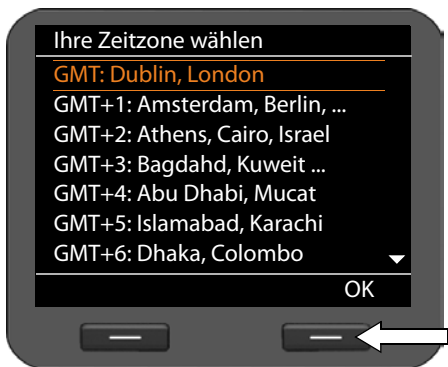 Ihre Zeitzone wählen
GMT: Dublin, London
GMT+1: Amsterdam, Berlin, ...
GMT+2: Athens, Cairo, Israel
GMT+3: Bagdahd, Kuweit ...
GMT+4: Abu Dhabi, Mucat
GMT+5: Islamabad, Karachi
GMT+6: Dhaka, Colombo
OK